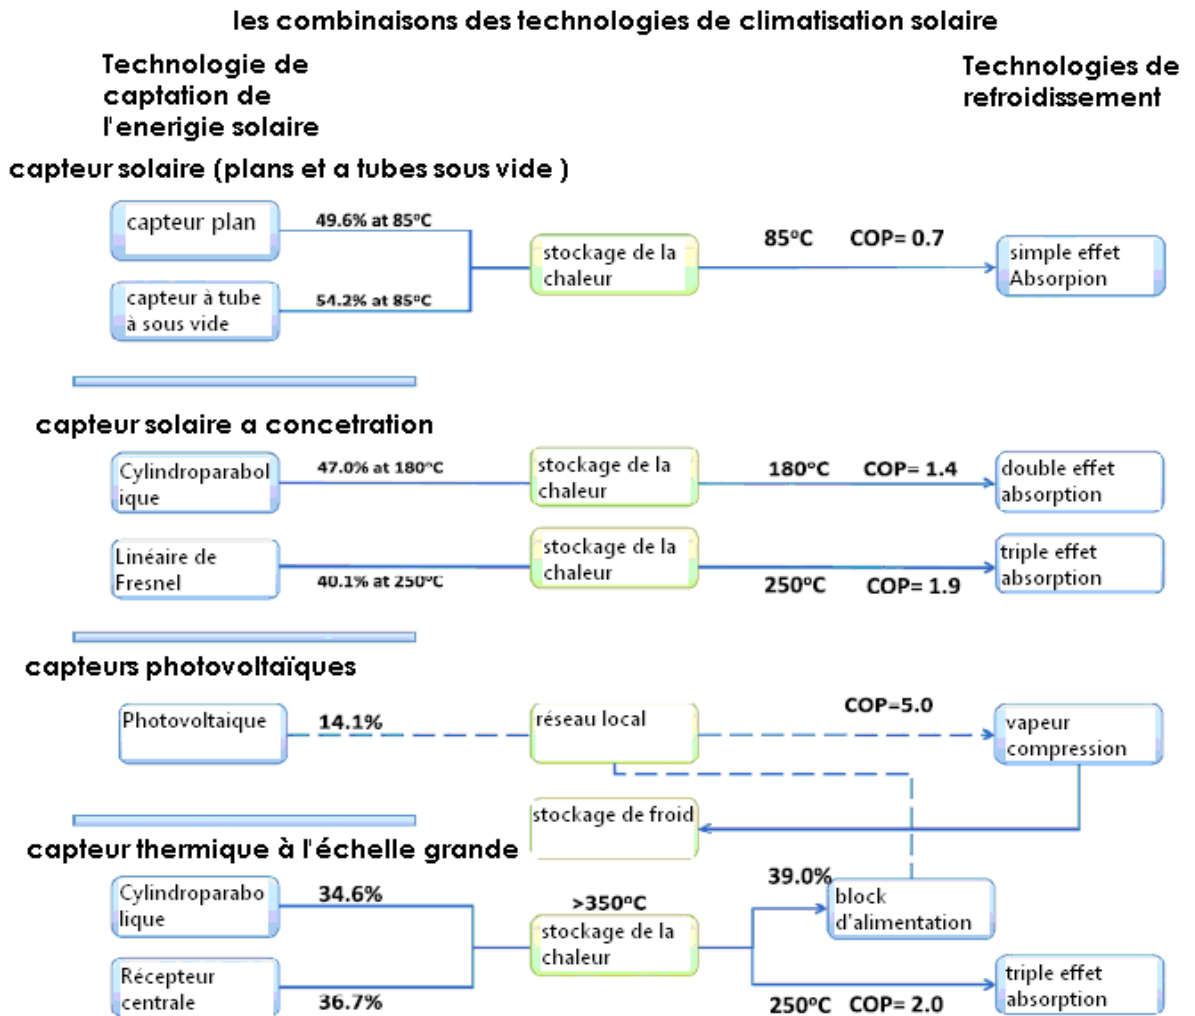 les combinaisons des technologies de climatisation solaire
Technologie de
captation de
l'enerigie solaire
Technologies de
refroidissement
capteur solaire (plans et a tubes sous vide )
capteur plan
49.6% at 85°C
capteur à tube
à sous vide
54.2% at 85°C
stockage de la
chaleur
85°C COP= 0.7
simple effet
Absorpion
capteur solaire a concetration
Cylindroparabol
ique
47.0% at 180°C
stockage de la
chaleur
180°C COP= 1.4
double effet
absorption
Linéaire de
Fresnel
40.1% at 250°C
stockage de la
chaleur
250°C COP= 1.9
triple effet
absorption
capteurs photovoltaïques
Photovoltaique
14.1%
réseau local
COP=5.0
vapeur
compression
stockage de froid
capteur thermique à l'échelle grande
Cylindroparabo
lique
34.6%
Récepteur
centrale
36.7%
>350°C
stockage de la
chaleur
39.0%
block
d'alimentation
250°C COP= 2.0
triple effet
absorption